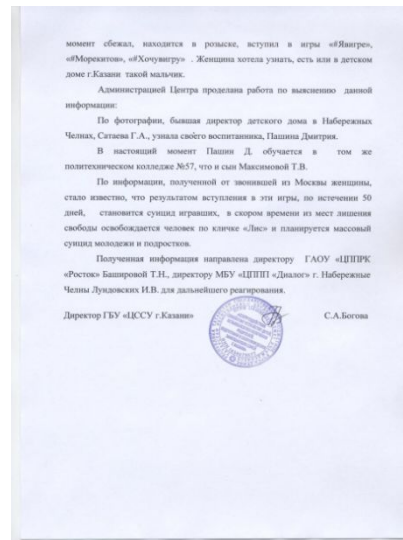 момент сбежал, находится в розыске, вступил в игры «#Явигре»,
«#Морекитов», «#Хочувигру» . Женщина хотела узнать, есть или в детском
доме г.Казани такой мальчик.
Администрацией Центра проделана работа по выяснению данной
информации:
По фотографии, бывшая директор детского дома в Набережных
Челнах, Сатаева Г.А., узнала своего воспитанника, Пашина Дмитрия.
В настоящий момент Пашин Д. обучается в том же
политехническом колледже №57, что и сын Максимовой Т.В.
По информации, полученной от звонившей из Москвы женщины,
стало известно, что результатом вступления в эти игры, по истечении 50
дней, становится суицид игравших, в скором времени из мест лишения
свободы освобождается человек по кличке «Лис» и планируется массовый
суицид молодежи и подростков.
Полученная информация направлена директору ГАОУ «ЦППРК
«Росток» Башировой Т.Н., директору МБУ «ЦППП «Диалог» г. Набережные
Челны Лундовских И.В. для дальнейшего реагирования.
Директор ГБУ «ЦССУ г.Казани» С.А.Богова